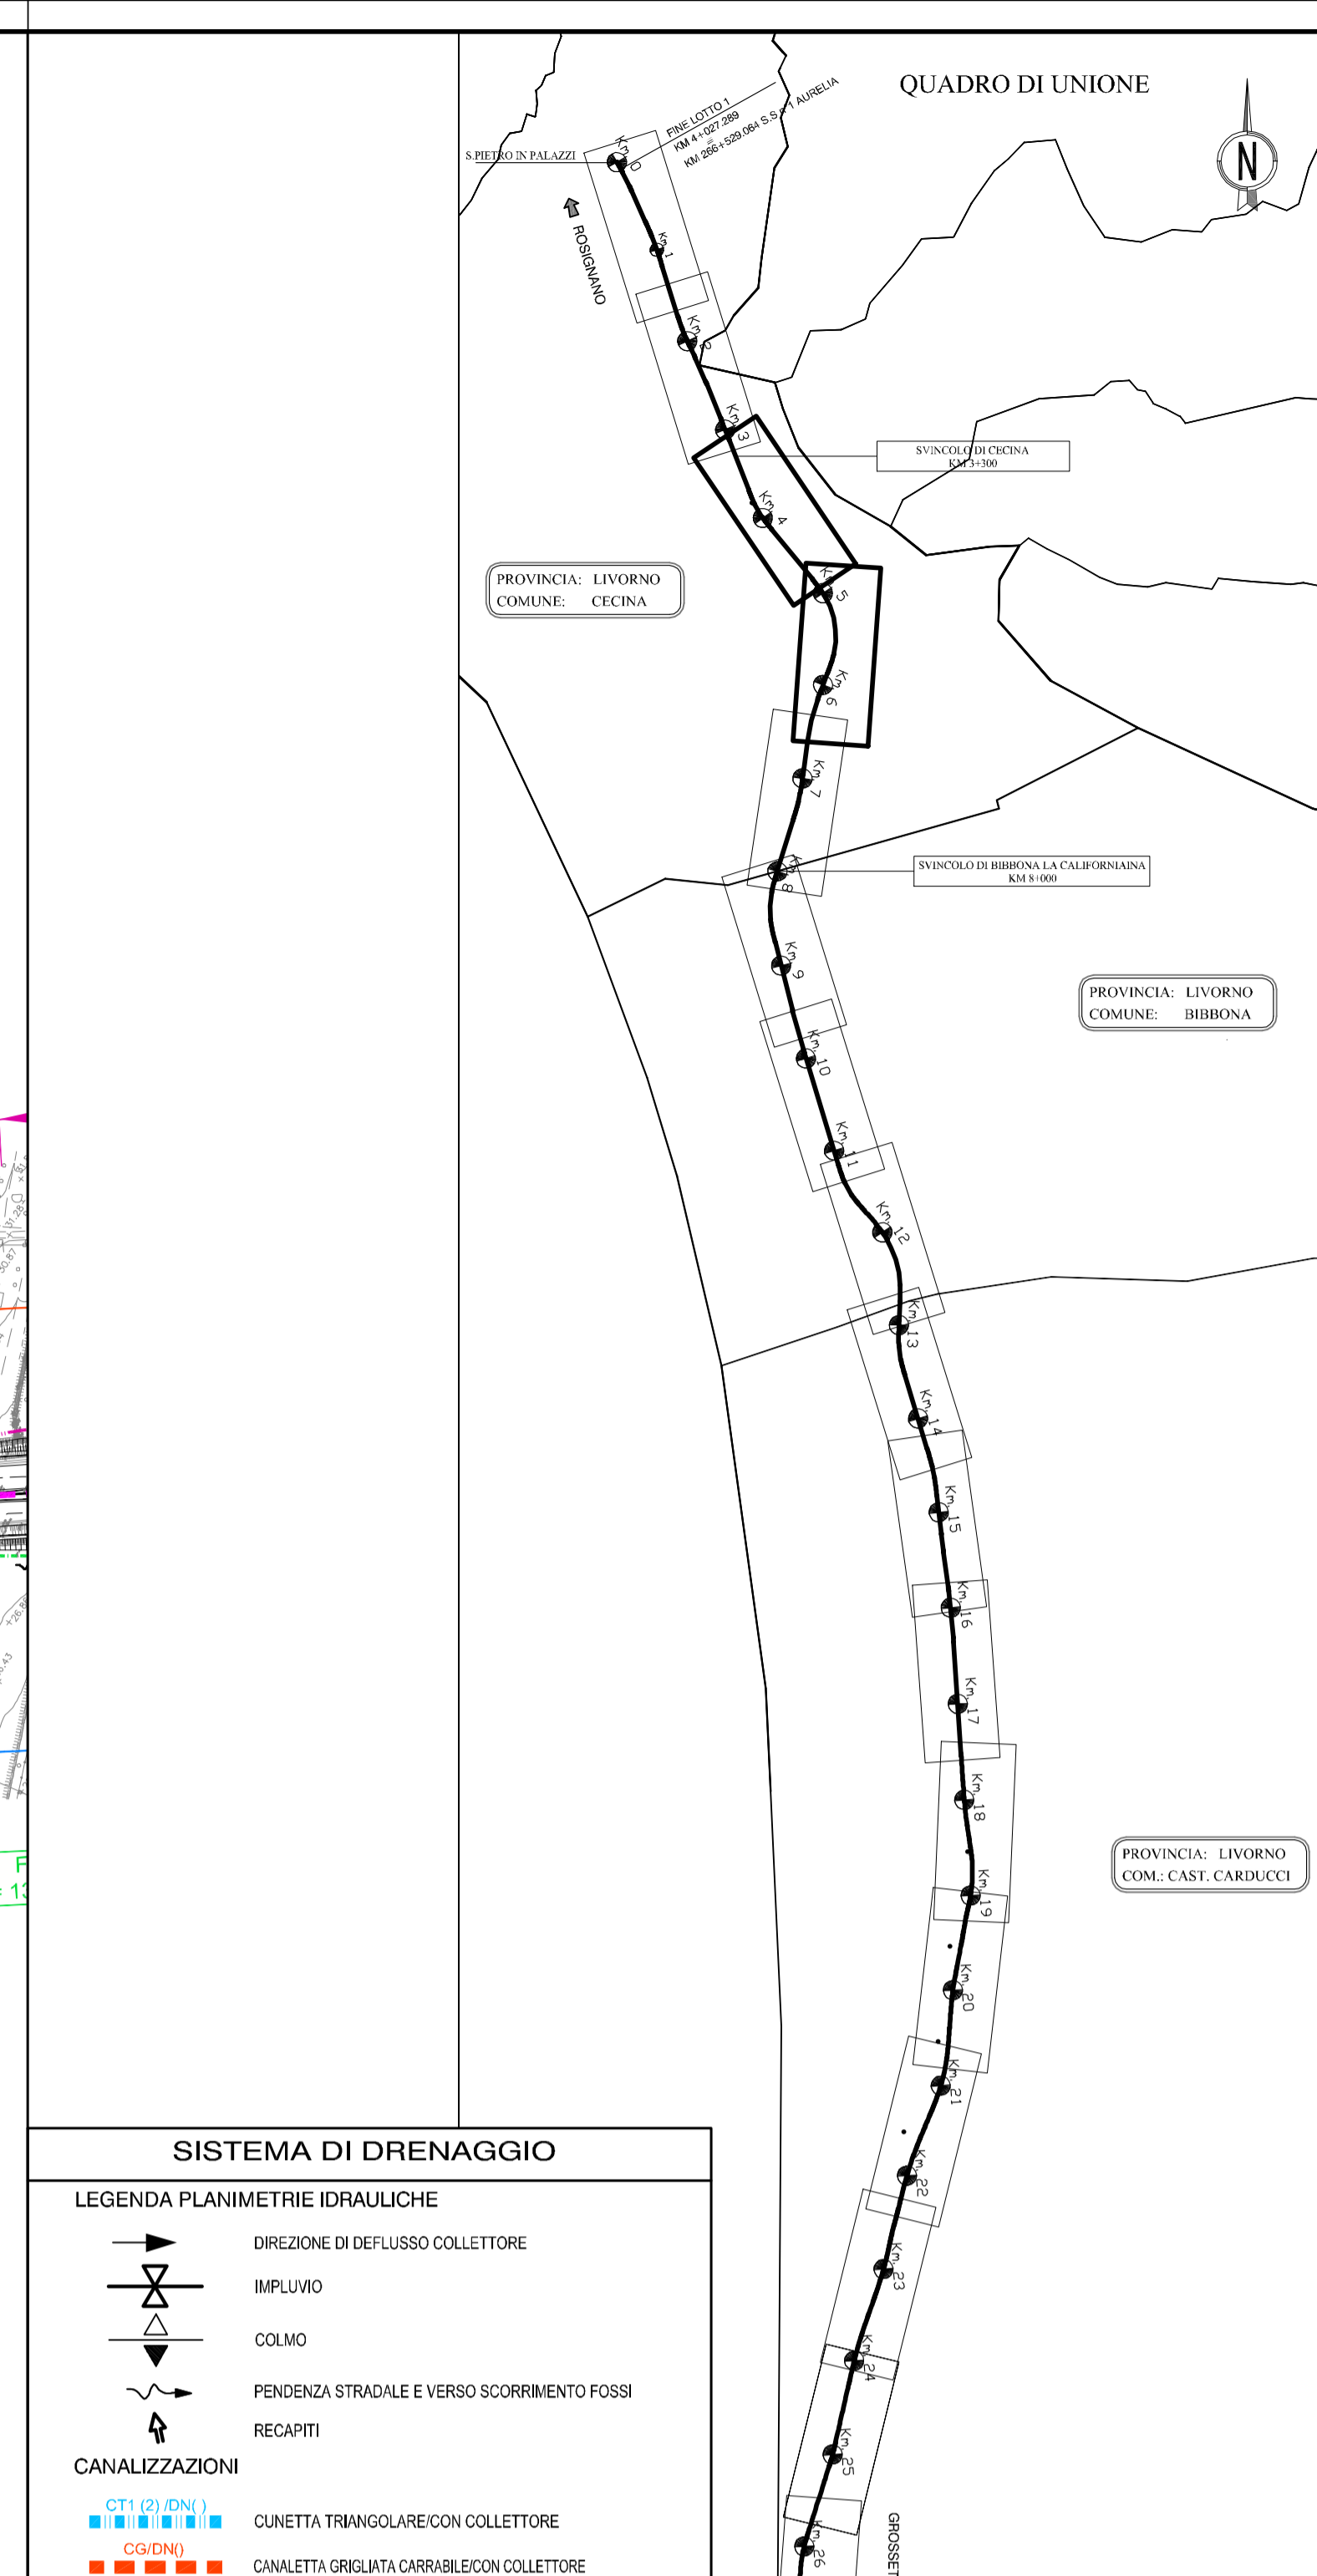 QUADRO DI UNIONE
N
FINE LOTTO 1
KM 4+027.289
=
KM 266+529.064 S.S. n°1 AURELIA
S.PIETRO IN PALAZZI
ROSIGNANO
Km. 0
Km. 1
Km. 2
Km. 3
SVINCOLO DI CECINA
KM 3+300
Km. 4
PROVINCIA: LIVORNO
COMUNE: CECINA
Km. 5
Km. 6
Km. 7
Km. 8
SVINCOLO DI BIBBONA LA CALIFORNIAINA
KM 8+000
Km. 9
PROVINCIA: LIVORNO
COMUNE: BIBBONA
Km. 10
Km. 11
Km. 12
Km. 13
Km. 14
Km. 15
Km. 16
Km. 17
Km. 18
PROVINCIA: LIVORNO
COM.: CAST. CARDUCCI
Km. 19
Km. 20
Km. 21
Km. 22
Km. 23
Km. 24
Km. 25
Km. 26
SISTEMA DI DRENAGGIO
LEGENDA PLANIMETRIE IDRAULICHE
DIREZIONE DI DEFLUSSO COLLETTORE
IMPLUVIO
COLMO
PENDENZA STRADALE E VERSO SCORRIMENTO FOSSI
RECAPITI
CANALIZZAZIONI
CT1 (2) /DN( )
CUNETTA TRIANGOLARE/CON COLLETTORE
CG/DN()
CANALETTA GRIGLIATA CARRABILE/CON COLLETTORE